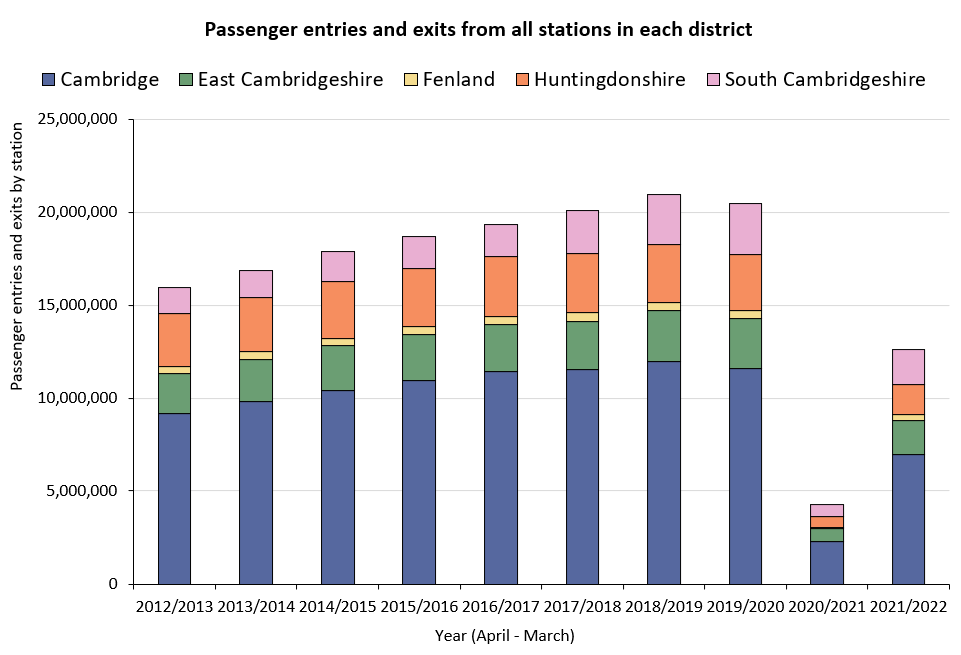 Passenger entries and exits from all stations in each district
Cambridge East Cambridgeshire Fenland Huntingdonshire South Cambridgeshire
Passenger entries and exits by station
25,000,000
20,000,000
15,000,000
10,000,000
5,000,000
0
2012/2013 2013/2014 2014/2015 2015/2016 2016/2017 2017/2018 2018/2019 2019/2020 2020/2021 2021/2022
Year (April - March)